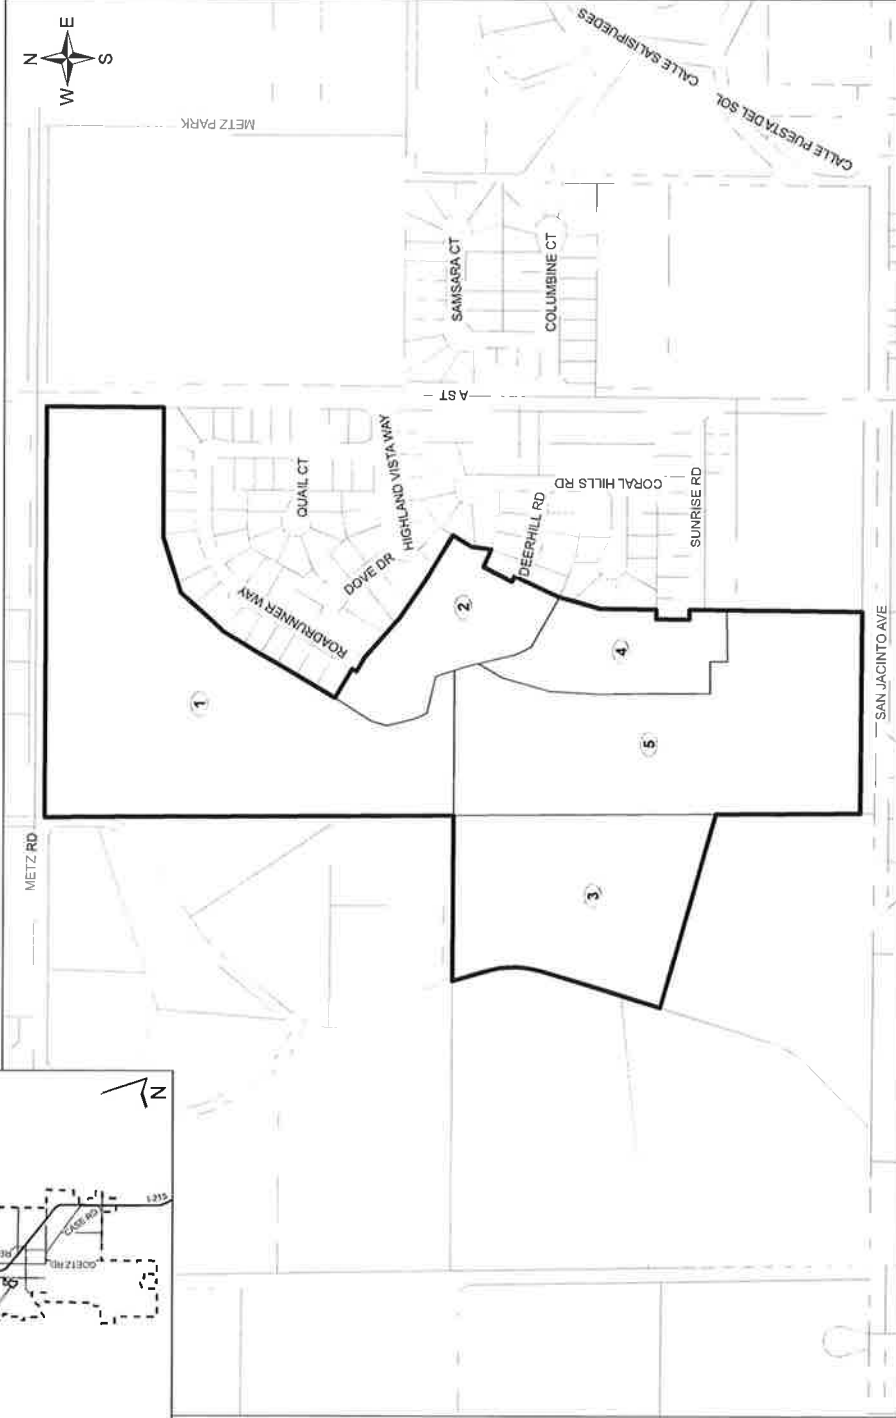 N
W
E
S
CALLE SALISIPUEDES
CALLE PUESTA DEL SOL
METZ PARK
SAMSARA CT
COLUMBINE CT
A ST
QUAIL CT
HIGHLAND VISTA WAY
DOVE DR
ROADRUNNER WAY
CORAL HILLS RD
DEERHILL RD
SUNRISE RD
2
4
1
5
SAN JACINTO AVE
METZ RD
3
N
I-215
CASE RD
GOETZ RD